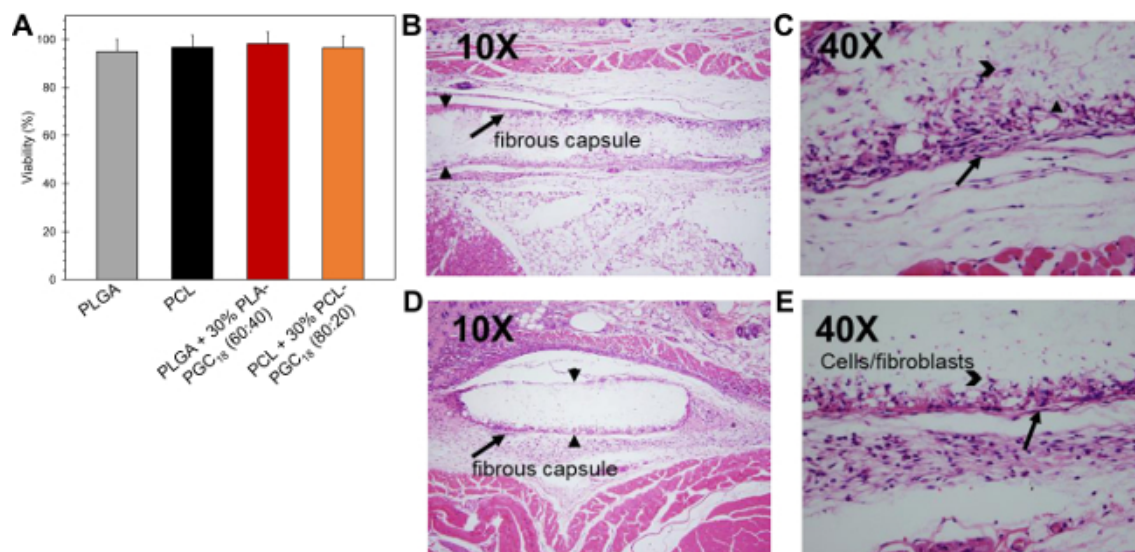 A
Viability (%)
100
80
60
40
20
0
PLGA
PCL
PLGA + 30% PLA-
PGC18 (60:40)
PCL + 30% PCL-
PGC18 (80:20)
B
10X
fibrous capsule
C
40X
D
10X
fibrous capsule
E
40X
Cells/fibroblasts